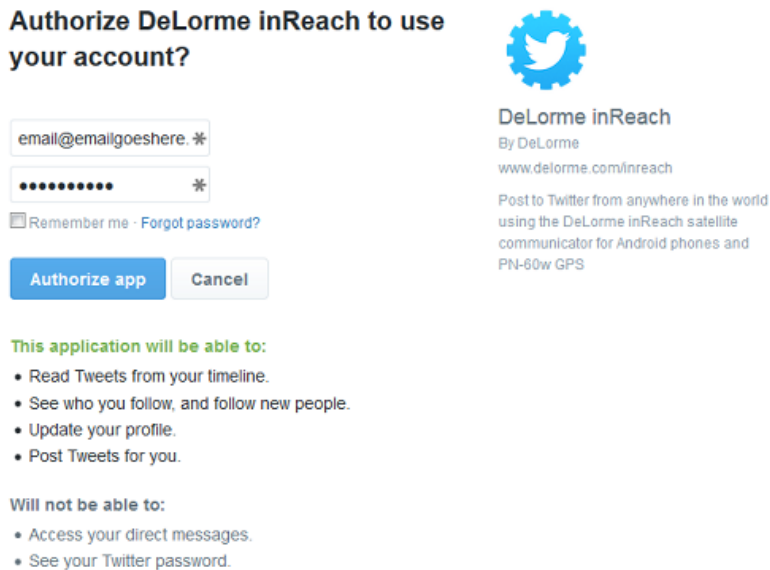 Authorize DeLorme inReach to use
your account?
email@emailgoeshere.
Remember me · Forgot password?
Authorize app
Cancel
This application will be able to:
• Read Tweets from your timeline.
• See who you follow, and follow new people.
• Update your profile.
• Post Tweets for you.
Will not be able to:
• Access your direct messages.
• See your Twitter password.
DeLorme inReach
By DeLorme
www.delorme.com/inreach
Post to Twitter from anywhere in the world
using the DeLorme inReach satellite
communicator for Android phones and
PN-60w GPS